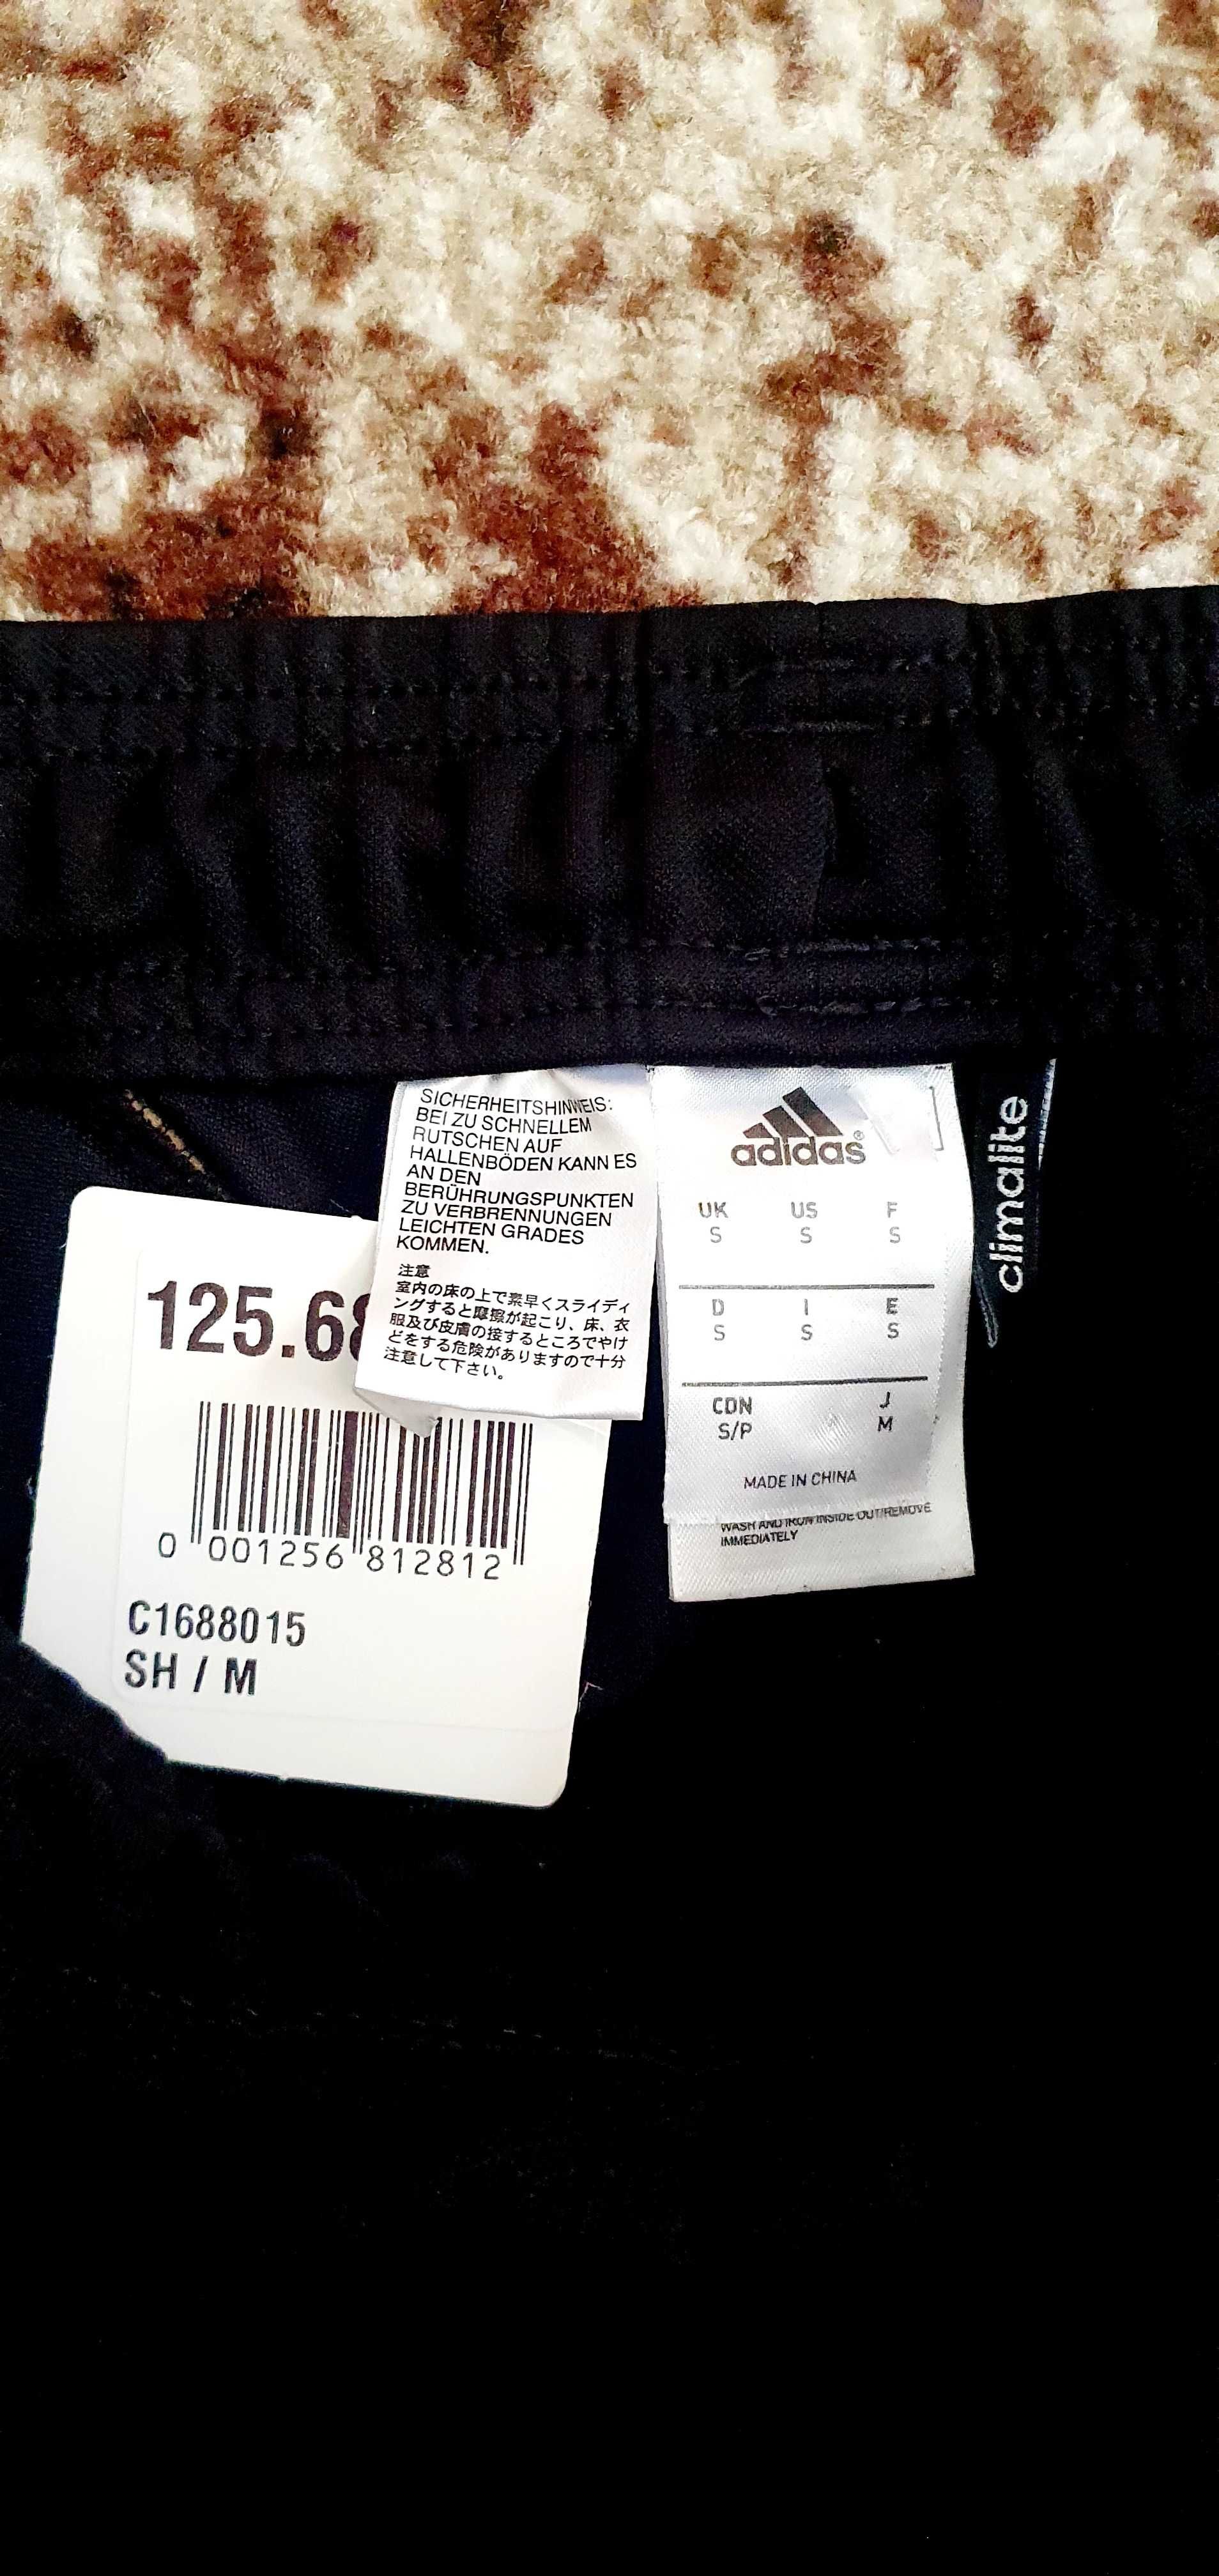 SICHERHEITSHINWEIS:
BEI ZU SCHNELLEM
RUTSCHEN AUF
HALLENBÖDEN KANN ES
AN DEN
BERÜHRUNGSPUNKTEN
ZU VERBRENNUNGEN
LEICHTEN GRADES
KOMMEN.
注意
室内の床の上で素早くスライディ
ングすると摩擦が起こり、床、衣
服及び皮膚の接するところでやけ
どをする危険がありますので十分
注意して下さい。
125.68
0 001256 812812
C1688015
SH / M
adidas®
UK US F
S S S
D I E
S S S
CDN J
S/P M
MADE IN CHINA
WASH AND IRON INSIDE OUT/REMOVE
IMMEDIATELY
climalite